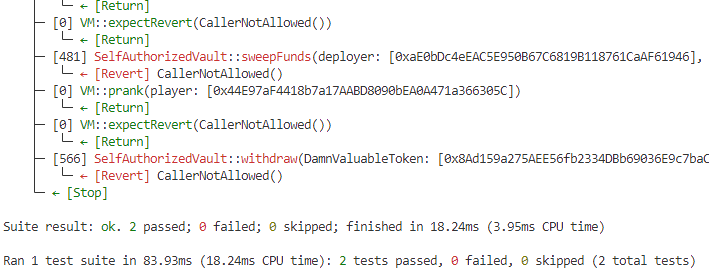 └─ ← [Return]
├─ [0] VM::expectRevert(CallerNotAllowed())
│ └─ ← [Return]
├─ [481] SelfAuthorizedVault::sweepFunds(deployer: [0xaE0bDc4eEAC5E950B67C6819B118761CaAF61946],
│ └─ ← [Revert] CallerNotAllowed()
├─ [0] VM::prank(player: [0x44E97aF4418b7a17AABD8090bEA0A471a366305C])
│ └─ ← [Return]
├─ [0] VM::expectRevert(CallerNotAllowed())
│ └─ ← [Return]
├─ [566] SelfAuthorizedVault::withdraw(DamnValuableToken: [0x8Ad159a275AEE56fb2334DBb69036E9c7baC
│ └─ ← [Revert] CallerNotAllowed()
└─ ← [Stop]
Suite result: ok. 2 passed; 0 failed; 0 skipped; finished in 18.24ms (3.95ms CPU time)
Ran 1 test suite in 83.93ms (18.24ms CPU time): 2 tests passed, 0 failed, 0 skipped (2 total tests)